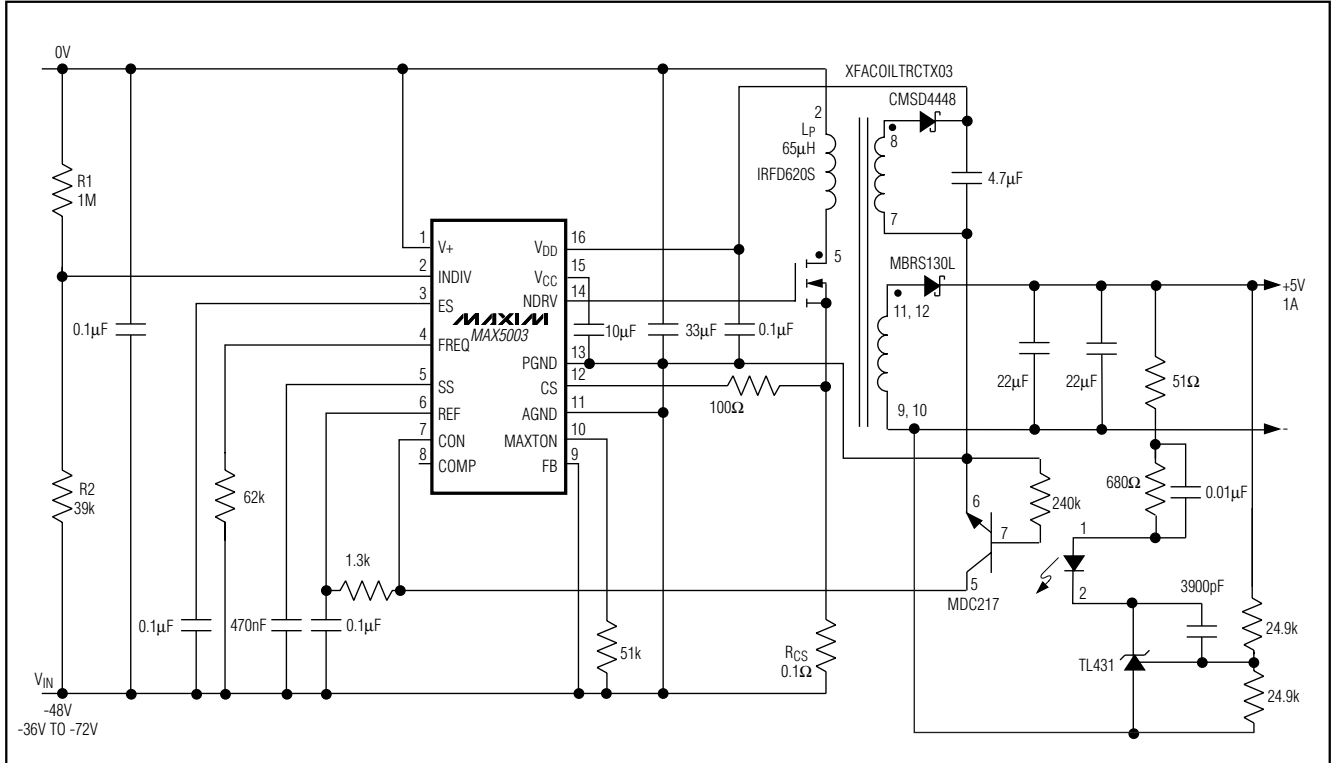 0V
XFACOILTRCTX03
CMSD4448
2
LP
65µH
IRFD620S
8
7
4.7µF
R1
1M
1
V+
VDD
16
2
INDIV
VCC
15
3
ES
NDRV
14
4
FREQ
PGND
13
5
SS
CS
12
6
REF
AGND
11
7
CON
MAXTON
10
8
COMP
FB
9
MAXIM
MAX5003
5
MBRS130L
11, 12
9, 10
+5V
1A
-
0.1µF
10µF
33µF
0.1µF
22µF
22µF
51Ω
100Ω
R2
39k
62k
680Ω
0.01µF
6
240k
7
5
MDC217
1
2
1.3k
0.1µF
470nF
0.1µF
51k
RCS
0.1Ω
3900pF
24.9k
TL431
24.9k
VIN
-48V
-36V TO -72V